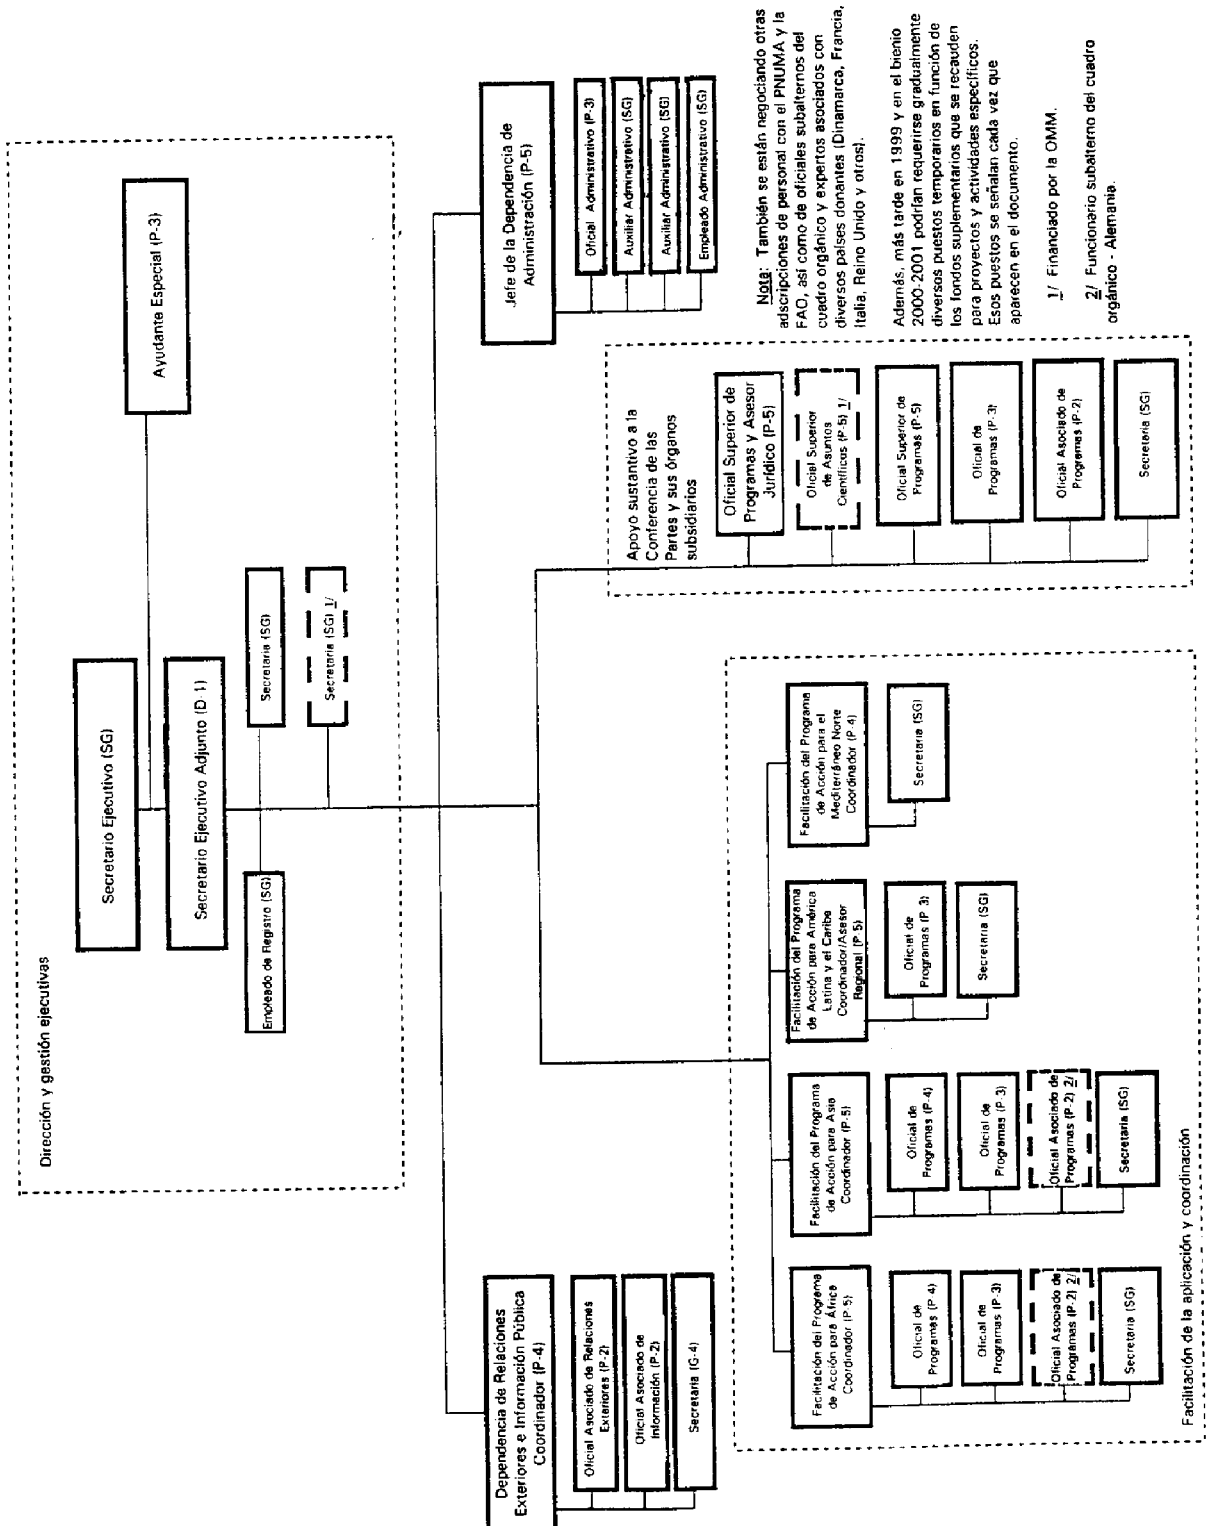 Dirección y gestión ejecutivas
Secretario Ejecutivo (SG)
Ayudante Especial (P-3)
Secretario Ejecutivo Adjunto (D-1)
Empleado de Registro (SG)
Secretaria (SG)
Secretaria (SG) 1/
Dependencia de Relaciones
Exteriores e Información Pública
Coordinador (P-4)
Oficial Asociado de Relaciones
Exteriores (P-2)
Oficial Asociado de
Información (P-2)
Secretaria (G-4)
Jefe de la Dependencia de
Administración (P-5)
Oficial Administrativo (P-3)
Auxiliar Administrativo (SG)
Auxiliar Administrativo (SG)
Empleado Administrativo (SG)
Facilitación del Programa
de Acción para África
Coordinador (P-5)
Oficial de
Programas (P-4)
Oficial de
Programas (P-3)
Oficial Asociado de
Programas (P-2) 2/
Secretaria (SG)
Facilitación del Programa
de Acción para Asia
Coordinador (P-5)
Oficial de
Programas (P-4)
Oficial de
Programas (P-3)
Oficial Asociado de
Programas (P-2) 2/
Secretaria (SG)
Facilitación del Programa
de Acción para América
Latina y el Caribe
Coordinador/Asesor
Regional (P-5)
Oficial de
Programas (P-3)
Secretaria (SG)
Facilitación del Programa
de Acción para el
Mediterráneo Norte
Coordinador (P-4)
Secretaria (SG)
Facilitación de la aplicación y coordinación
Apoyo sustantivo a la
Conferencia de las
Partes y sus órganos
subsidiarios
Oficial Superior de
Programas y Asesor
Jurídico (P-5)
Oficial Superior
de Asuntos
Científicos (P-5) 1/
Oficial Superior de
Programas (P-5)
Oficial de
Programas (P-3)
Oficial Asociado de
Programas (P-2)
Secretaria (SG)
Nota: También se están negociando otras
adscripciones de personal con el PNUMA y la
FAO, así como de oficiales subalternos del
cuadro orgánico y expertos asociados con
diversos países donantes (Dinamarca, Francia,
Italia, Reino Unido y otros).
Además, más tarde en 1999 y en el bienio
2000-2001 podrían requerirse gradualmente
diversos puestos temporarios en función de
los fondos suplementarios que se recauden
para proyectos y actividades específicos.
Esos puestos se señalan cada vez que
aparecen en el documento.
1/ Financiado por la OMM.
2/ Funcionario subalterno del cuadro
orgánico - Alemania.